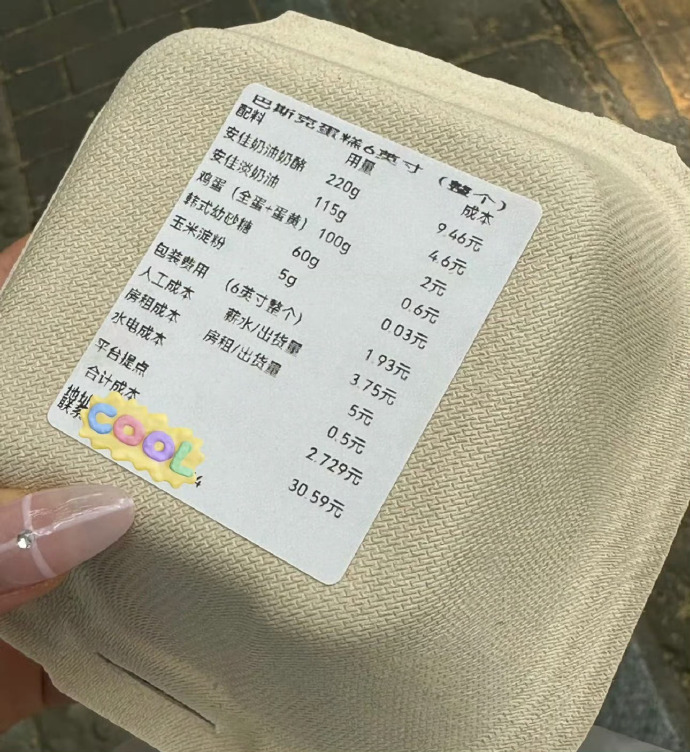 巴斯克蛋糕6英寸（整个）
配料 用量 成本
安佳奶油奶酪 220g 9.46元
安佳淡奶油 115g 4.6元
鸡蛋（全蛋+蛋黄） 100g 2元
韩式幼砂糖 60g 0.6元
玉米淀粉 5g 0.03元
包装费用 （6英寸整个） 1.93元
人工成本 薪水/出货量 3.75元
房租成本 房租/出货量 5元
水电成本 0.5元
平台提点 2.729元
合计成本 30.59元
地址
联系
COOL